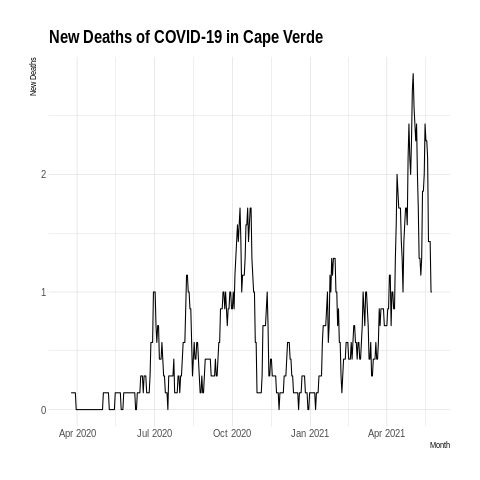 New Deaths of COVID-19 in Cape Verde
New Deaths
2
1
0
Apr 2020 Jul 2020 Oct 2020 Jan 2021 Apr 2021
Month